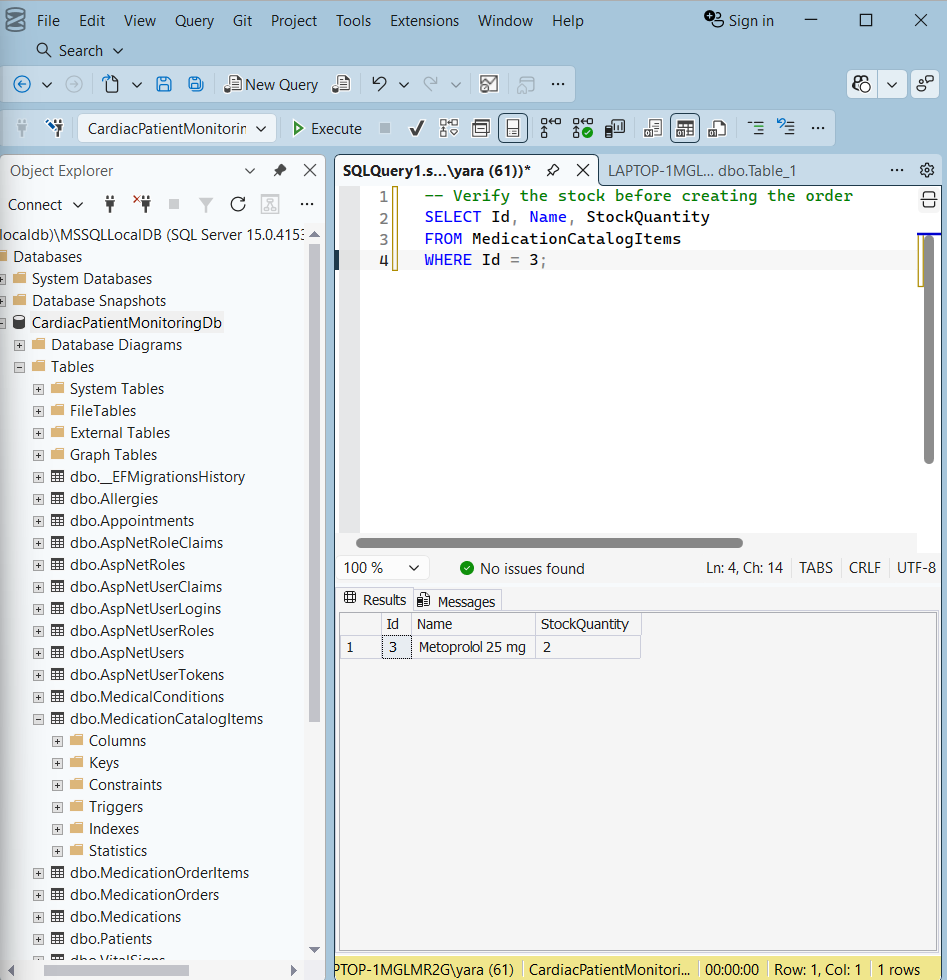 File Edit View Query Git Project Tools Extensions Window Help Sign in
Search
New Query
CardiacPatientMonitorin Execute
Object Explorer
Connect
localdb)\MSSQLLocalDB (SQL Server 15.0.4153
Databases
System Databases
Database Snapshots
CardiacPatientMonitoringDb
Database Diagrams
Tables
System Tables
FileTables
External Tables
Graph Tables
dbo.__EFMigrationsHistory
dbo.Allergies
dbo.Appointments
dbo.AspNetRoleClaims
dbo.AspNetRoles
dbo.AspNetUserClaims
dbo.AspNetUserLogins
dbo.AspNetUserRoles
dbo.AspNetUsers
dbo.AspNetUserTokens
dbo.MedicalConditions
dbo.MedicationCatalogItems
Columns
Keys
Constraints
Triggers
Indexes
Statistics
dbo.MedicationOrderItems
dbo.MedicationOrders
dbo.Medications
dbo.Patients
dbo.VitalSigns
SQLQuery1.s...\yara (61))* LAPTOP-1MGL... dbo.Table_1
1 -- Verify the stock before creating the order
2 SELECT Id, Name, StockQuantity
3 FROM MedicationCatalogItems
4 WHERE Id = 3;
100 % No issues found Ln: 4, Ch: 14 TABS CRLF UTF-8
Results Messages
Id Name StockQuantity
1 3 Metoprolol 25 mg 2
PTOP-1MGLMR2G\yara (61) CardiacPatientMonitori... 00:00:00 Row: 1, Col: 1 1 rows